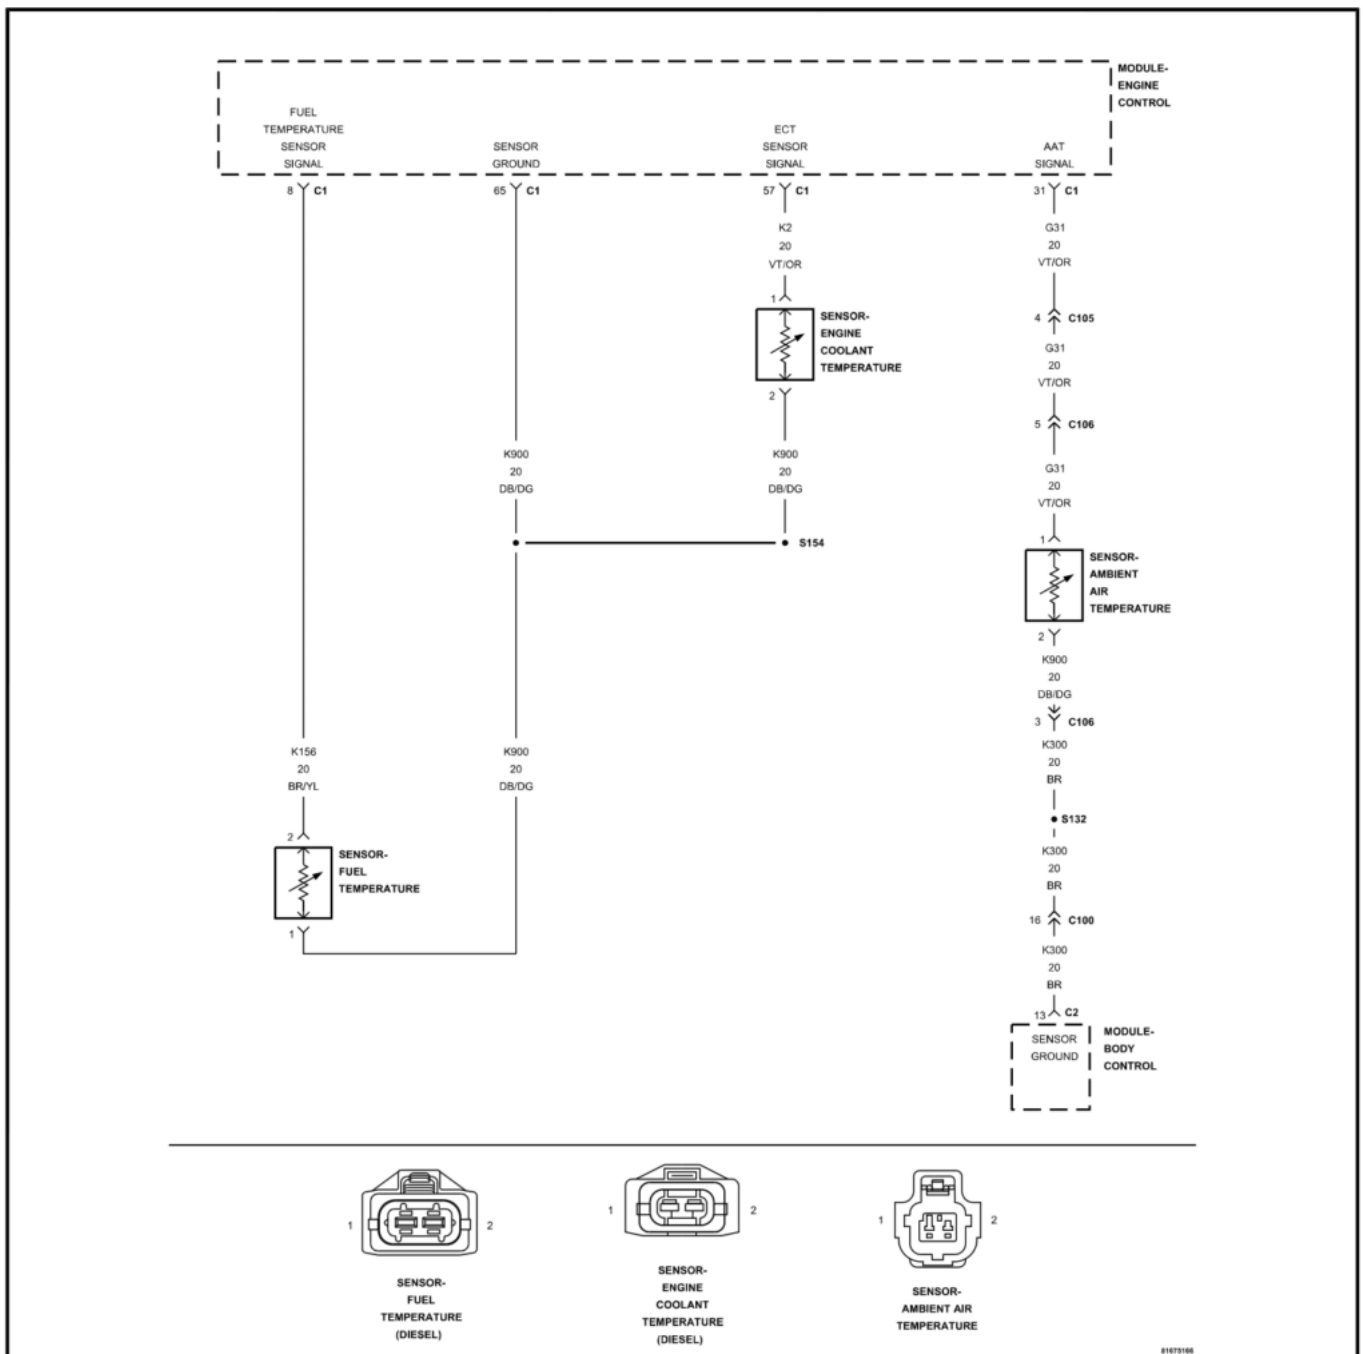 MODULE-
ENGINE
CONTROL
FUEL
TEMPERATURE
SENSOR
SIGNAL
SENSOR
GROUND
ECT
SENSOR
SIGNAL
AAT
SIGNAL
8 C1
65 C1
57 C1
31 C1
K2
20
VT/OR
G31
20
VT/OR
1
SENSOR-
ENGINE
COOLANT
TEMPERATURE
2
4 C105
G31
20
VT/OR
5 C106
K900
20
DB/DG
K900
20
DB/DG
G31
20
VT/OR
S154
1
SENSOR-
AMBIENT
AIR
TEMPERATURE
2
K900
20
DB/DG
3 C106
K156
20
BR/YL
K900
20
DB/DG
K300
20
BR
S132
2
SENSOR-
FUEL
TEMPERATURE
1
K300
20
BR
16 C100
K300
20
BR
13 C2
SENSOR
GROUND
MODULE-
BODY
CONTROL
1 2
SENSOR-
FUEL
TEMPERATURE
(DIESEL)
1 2
SENSOR-
ENGINE
COOLANT
TEMPERATURE
(DIESEL)
1 2
SENSOR-
AMBIENT AIR
TEMPERATURE